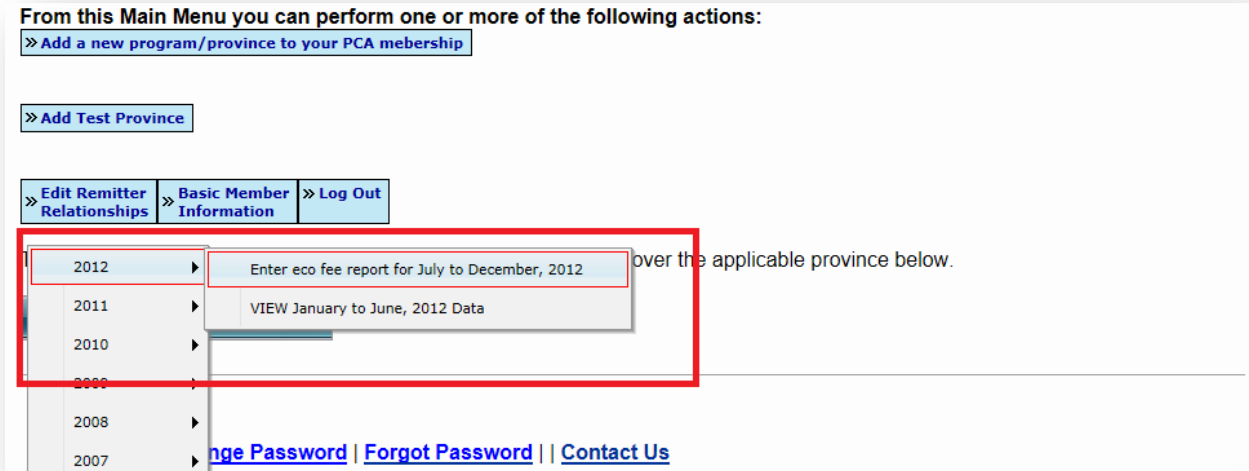 From this Main Menu you can perform one or more of the following actions:
» Add a new program/province to your PCA mebership
» Add Test Province
» Edit Remitter Relationships » Basic Member Information » Log Out
over the applicable province below.
2012 Enter eco fee report for July to December, 2012
VIEW January to June, 2012 Data
2011
2010
2009
2008
2007
nge Password | Forgot Password | | Contact Us